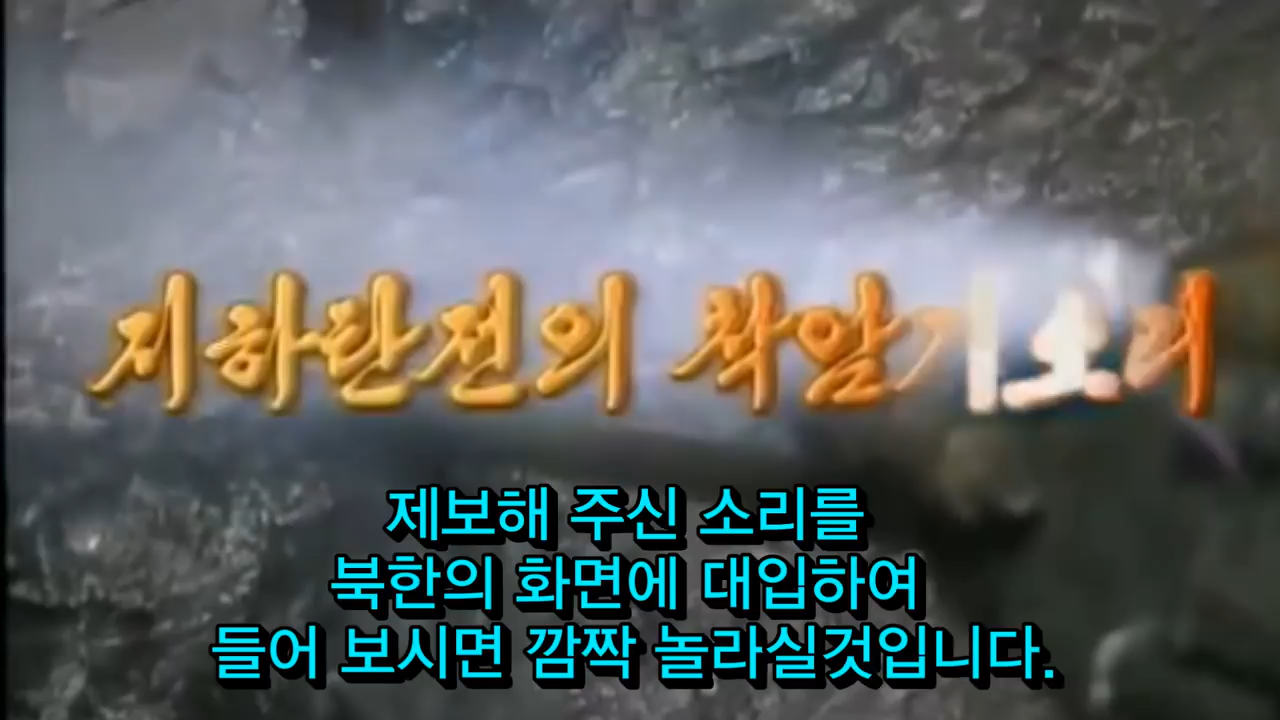 지하탄전의 착암기소리
제보해 주신 소리를
북한의 화면에 대입하여
들어 보시면 깜짝 놀라실것입니다.